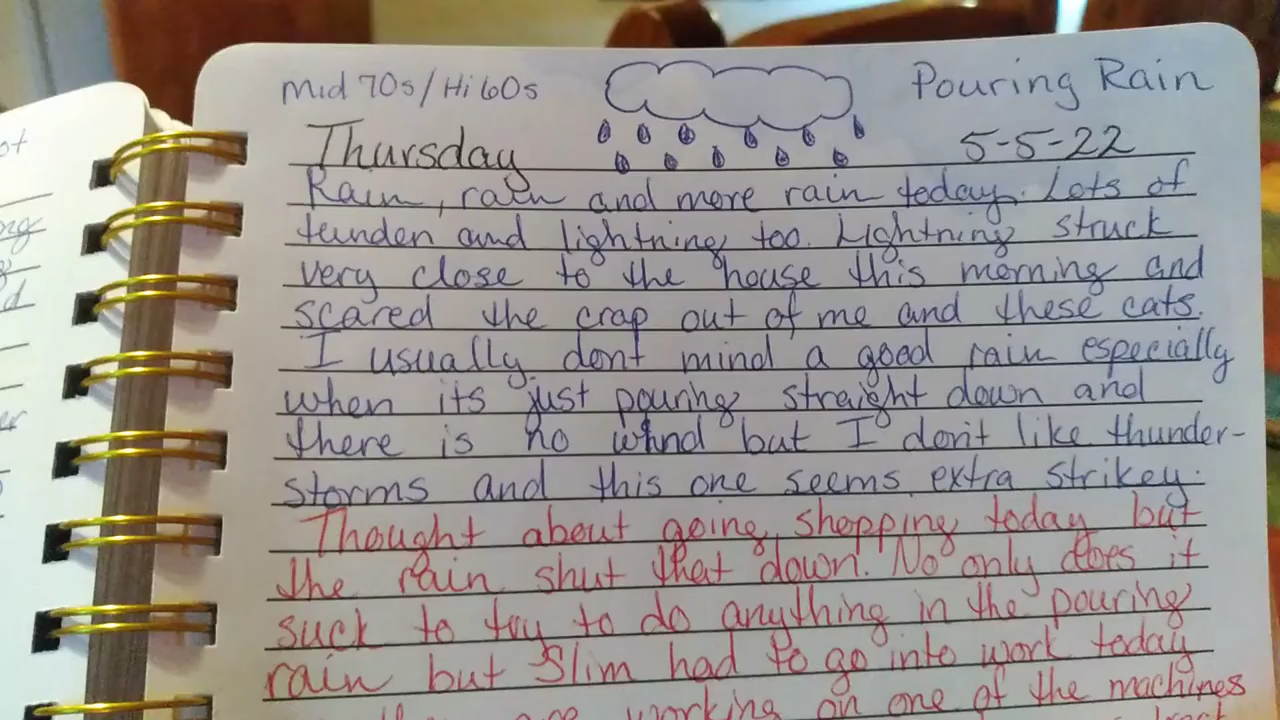 Mid 70s/Hi 60s
Pouring Rain
Thursday
5-5-22
Rain, rain and more rain today. Lots of
tunder and lightning too. Lightning struck
very close to the house this morning and
scared the crap out of me and these cats.
I usually dont mind a good rain especially
when its just pouring straight down and
there is no wind but I don't like thunder-
storms and this one seems extra strikey.
Thought about going shopping today but
the rain shut that down. No only does it
suck to try to do anything in the pouring
rain but Slim had to go into work today
working on one of the machines